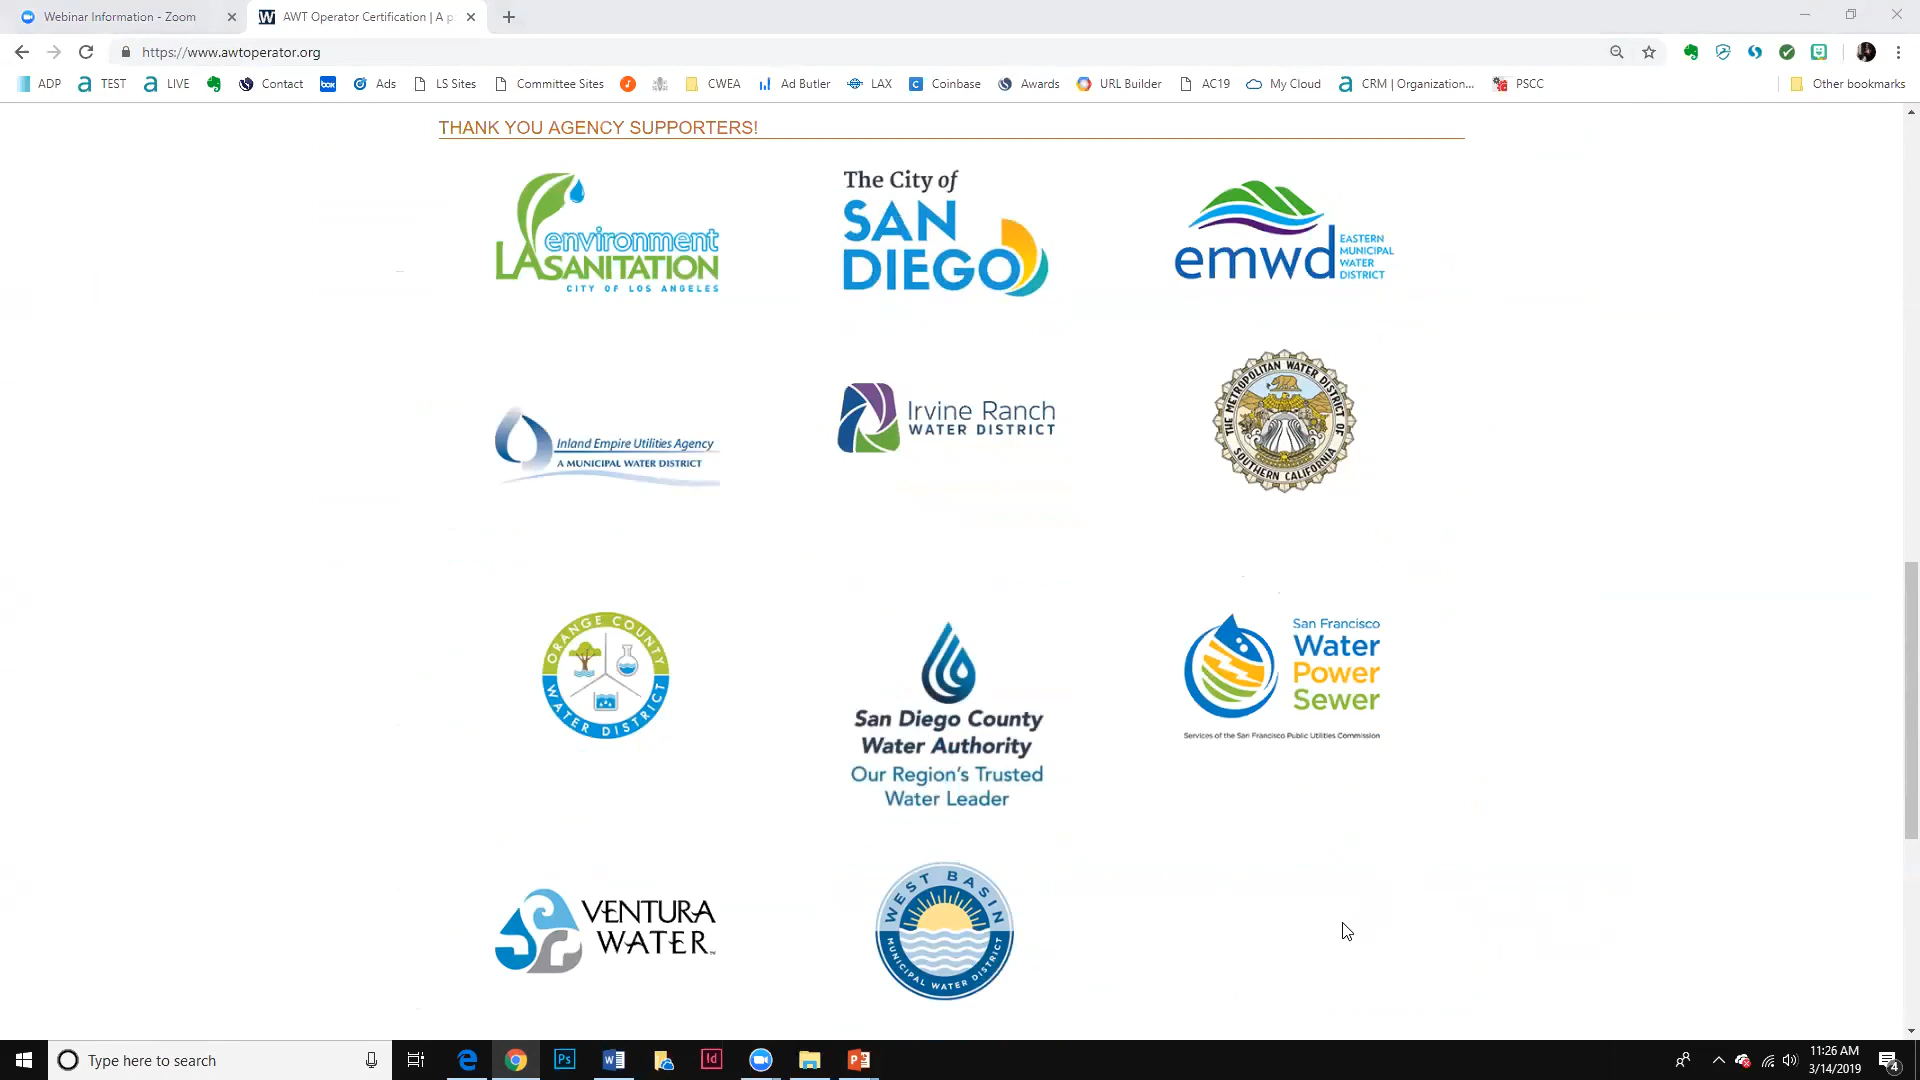 Webinar Information - Zoom
AWT Operator Certification | A p
https://www.awtoperator.org
ADP
TEST
LIVE
Contact
box
Ads
LS Sites
Committee Sites
CWEA
Ad Butler
LAX
Coinbase
Awards
URL Builder
AC19
My Cloud
CRM | Organization...
PSCC
Other bookmarks
THANK YOU AGENCY SUPPORTERS!
environment
LASANITATION
CITY OF LOS ANGELES
The City of
SAN
DIEGO
emwd
EASTERN
MUNICIPAL
WATER
DISTRICT
Inland Empire Utilities Agency
A MUNICIPAL WATER DISTRICT
Irvine Ranch
WATER DISTRICT
THE METROPOLITAN WATER DISTRICT OF
SOUTHERN CALIFORNIA
ORANGE COUNTY
WATER DISTRICT
San Diego County
Water Authority
Our Region's Trusted
Water Leader
San Francisco
Water
Power
Sewer
Services of the San Francisco Public Utilities Commission
VENTURA
WATER
WEST BASIN
MUNICIPAL WATER DISTRICT
Type here to search
11:26 AM
3/14/2019
4